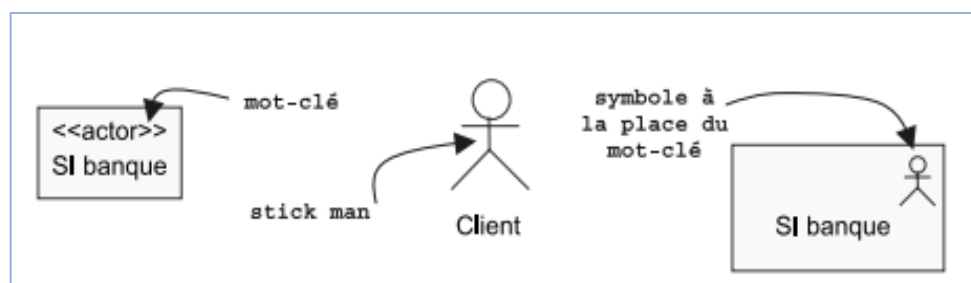 <<actor>>
SI banque
mot-clé
stick man
Client
symbole à
la place du
mot-clé
SI banque